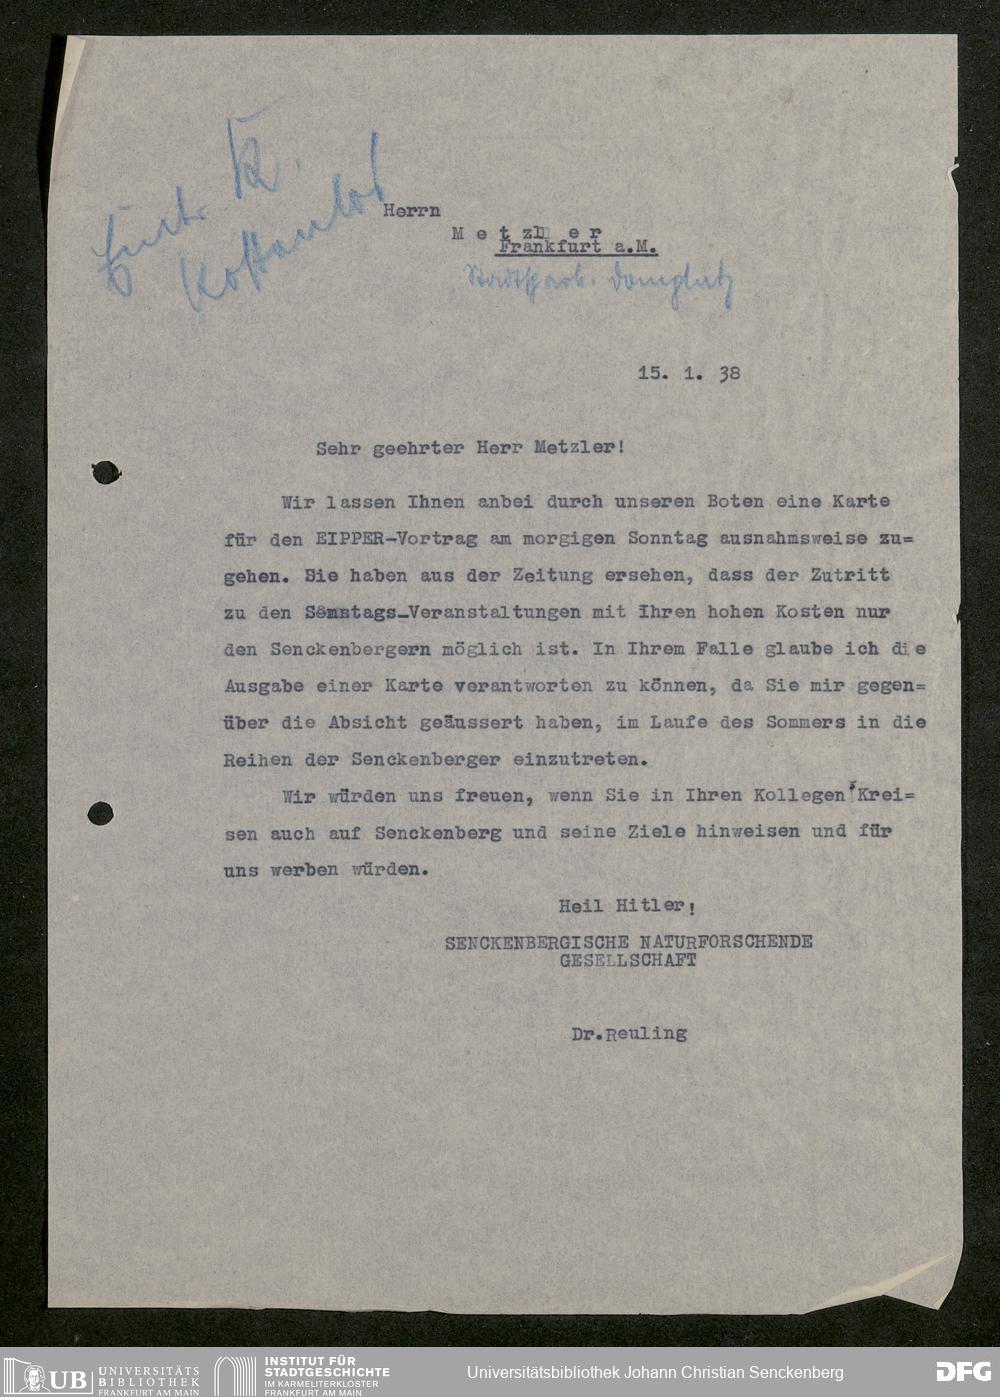 Eintr. K.
kostenlos
Herrn
M e t z l e r
Frankfurt a.M.
Stadtspark. Domplatz
15. 1. 38
Sehr geehrter Herr Metzler!
Wir lassen Ihnen anbei durch unseren Boten eine Karte
für den EIPPER-Vortrag am morgigen Sonntag ausnahmsweise zu=
gehen. Sie haben aus der Zeitung ersehen, dass der Zutritt
zu den Sonntags-Veranstaltungen mit Ihren hohen Kosten nur
den Senckenbergern möglich ist. In Ihrem Falle glaube ich die
Ausgabe einer Karte verantworten zu können, da Sie mir gegen=
über die Absicht geäussert haben, im Laufe des Sommers in die
Reihen der Senckenberger einzutreten.
Wir würden uns freuen, wenn Sie in Ihren Kollegen'Krei=
sen auch auf Senckenberg und seine Ziele hinweisen und für
uns werben würden.
Heil Hitler!
SENCKENBERGISCHE NATURFORSCHENDE
GESELLSCHAFT
Dr.Reuling
UB UNIVERSITÄTS
BIBLIOTHEK
FRANKFURT AM MAIN
INSTITUT FÜR
STADTGESCHICHTE
IM KARMELITERKLOSTER
FRANKFURT AM MAIN
Universitätsbibliothek Johann Christian Senckenberg
DFG